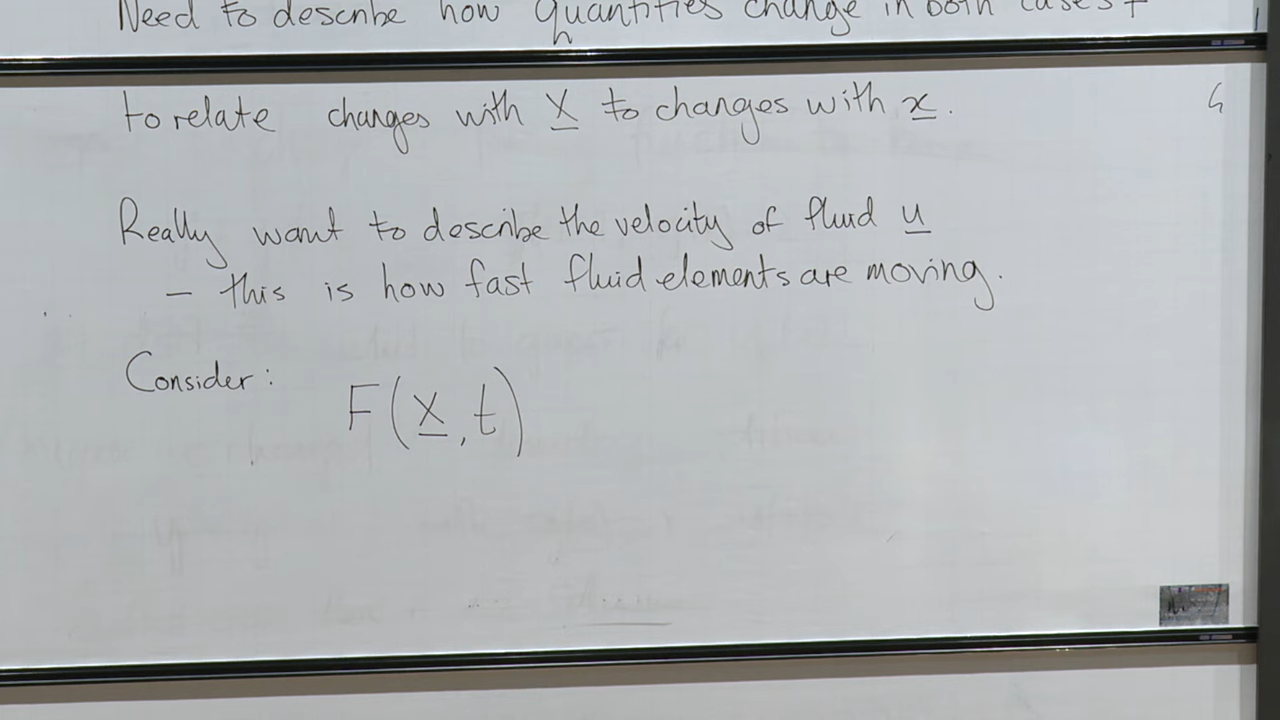 Need to describe how quantities change in both cases +
to relate changes with X to changes with x.
Really want to describe the velocity of fluid u
- this is how fast fluid elements are moving.
Consider: F(X,t)